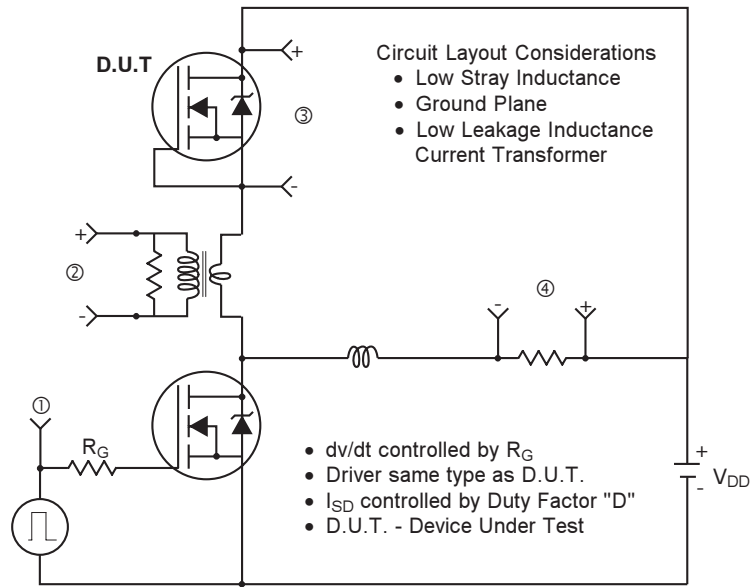 D.U.T
+
-
③
Circuit Layout Considerations
• Low Stray Inductance
• Ground Plane
• Low Leakage Inductance
Current Transformer
+
②
-
④
-
+
①
R_G
• dv/dt controlled by R_G
• Driver same type as D.U.T.
• I_SD controlled by Duty Factor "D"
• D.U.T. - Device Under Test
+
-
V_DD